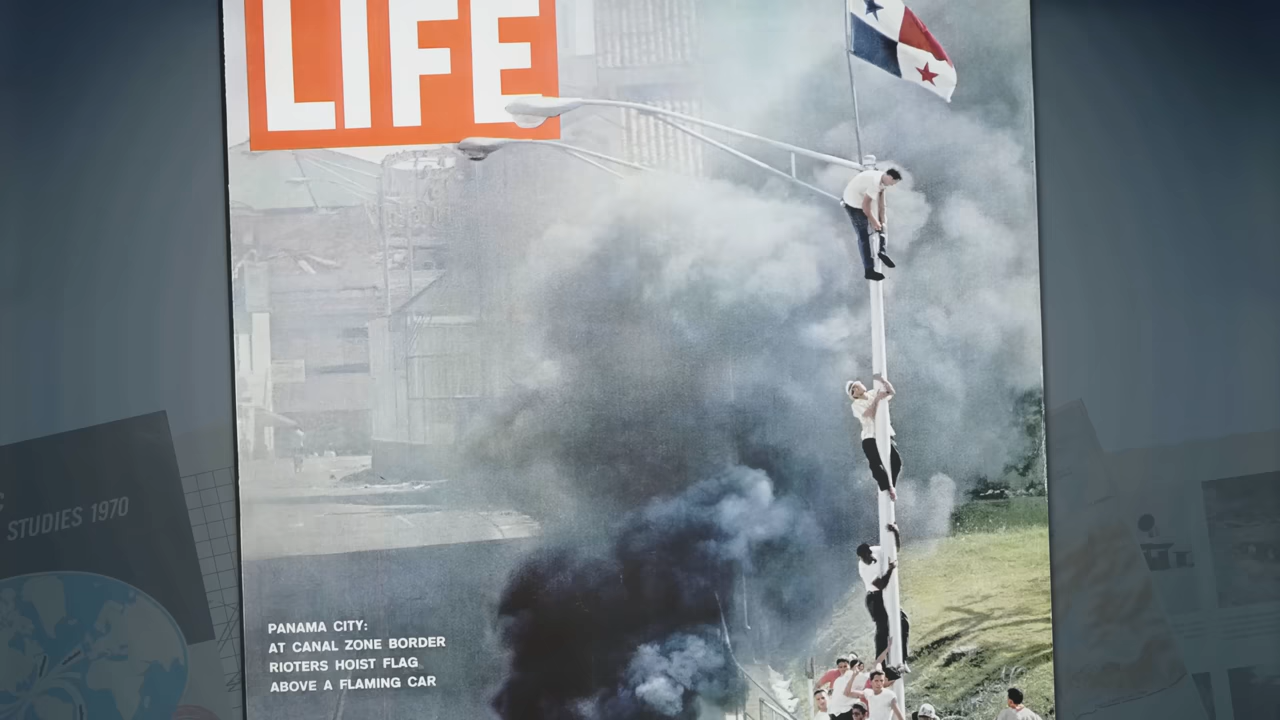 LIFE
STUDIES 1970
PANAMA CITY:
AT CANAL ZONE BORDER
RIOTERS HOIST FLAG
ABOVE A FLAMING CAR